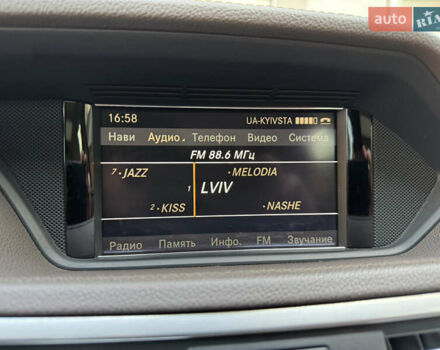 auto RIA
16:58 UA-KYIVSTA
Нави Аудио Телефон Видео Система
FM 88.6 МГц
7 · JAZZ · MELODIA
1 LVIV
2 · KISS · NASHE
Радио Память Инфо. FM Звучание